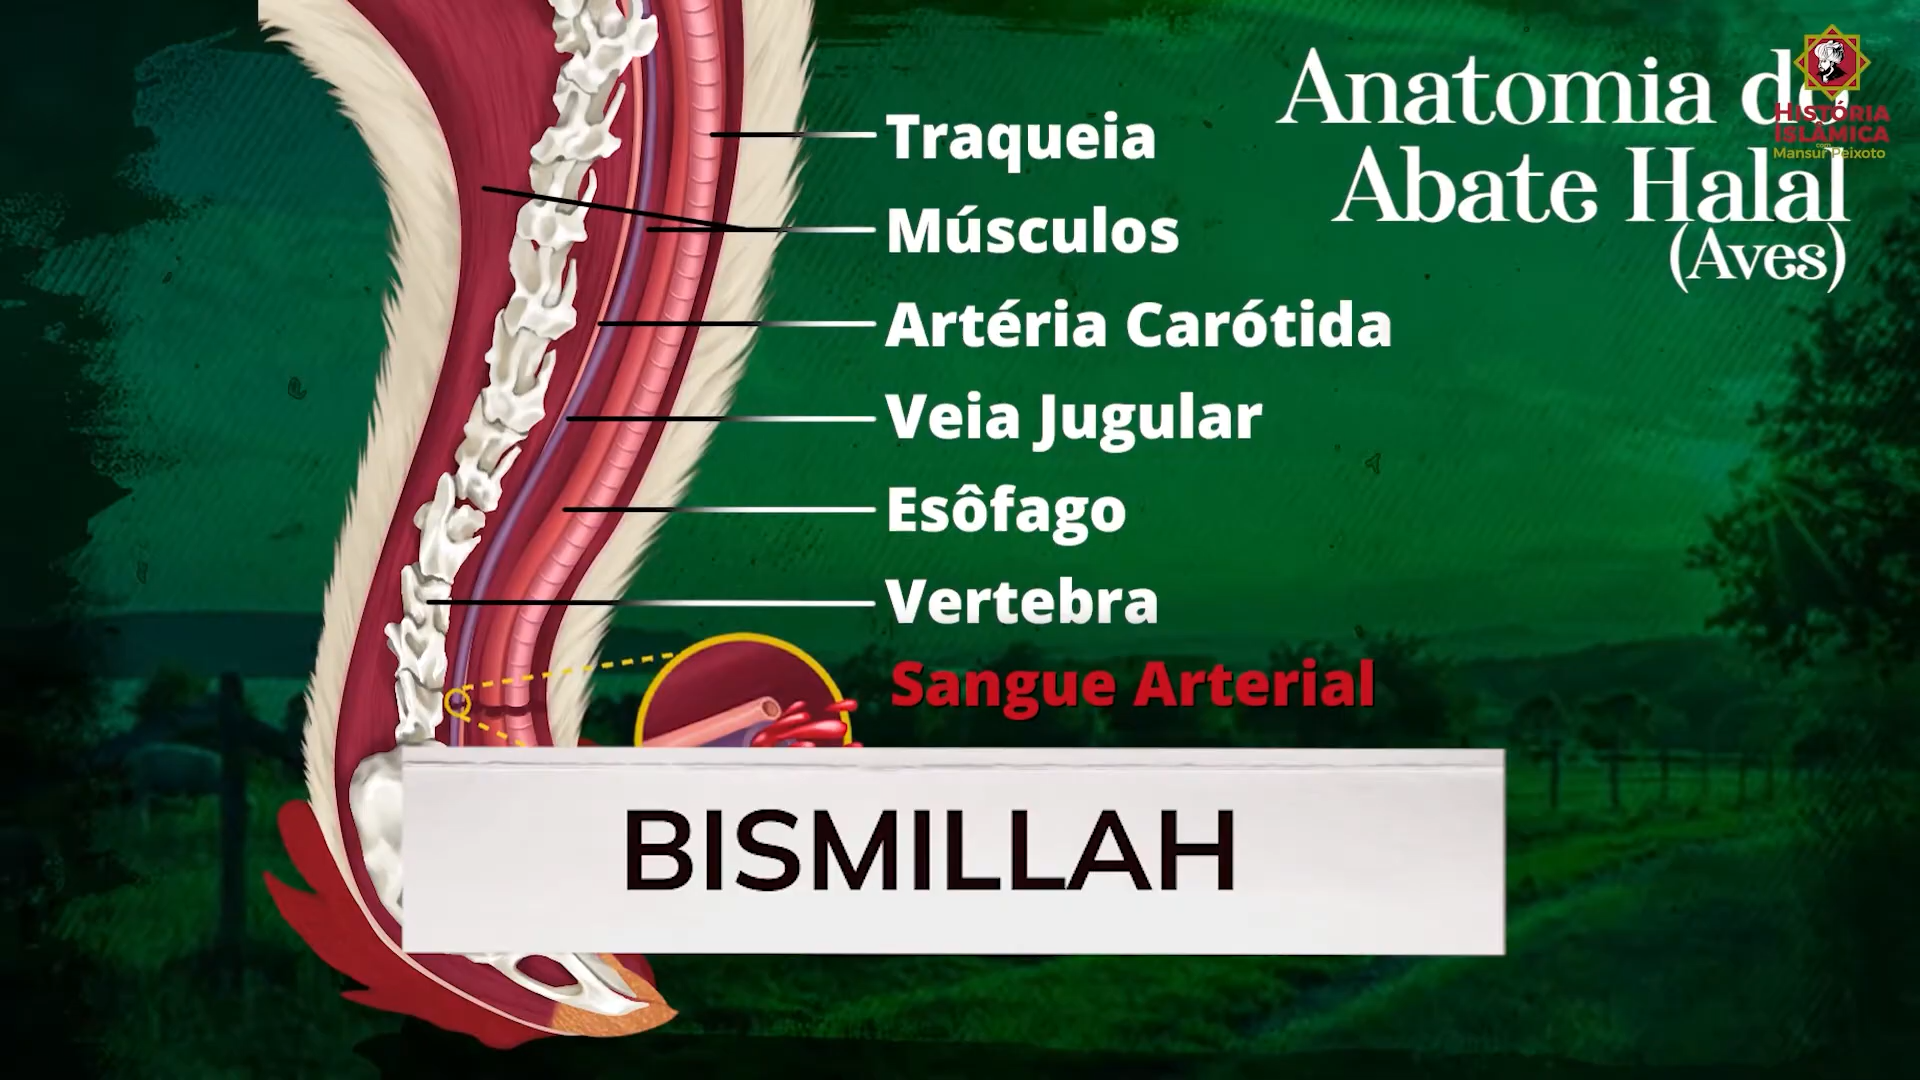 Anatomia do
Abate Halal
(Aves)
HISTÓRIA
ISLÂMICA
com
Mansur Peixoto
Traqueia
Músculos
Artéria Carótida
Veia Jugular
Esôfago
Vertebra
Sangue Arterial
BISMILLAH